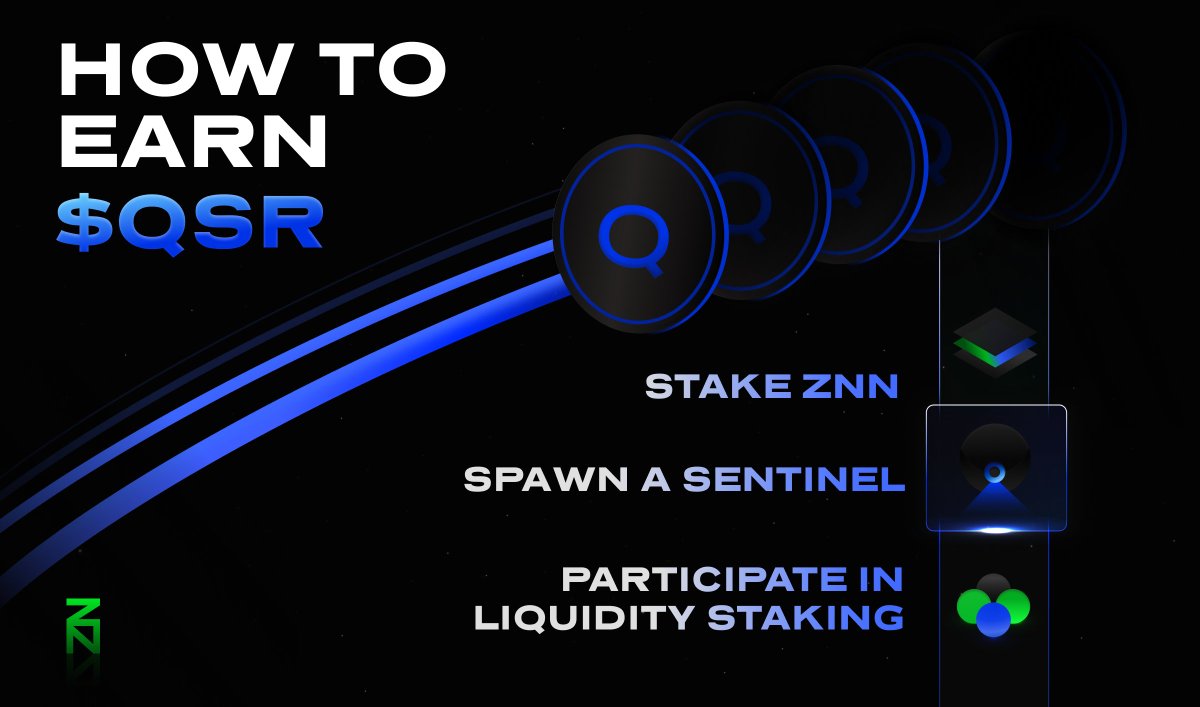 HOW TO
EARN
$QSR
Q
Q
Q
STAKE ZNN
SPAWN A SENTINEL
PARTICIPATE IN
LIQUIDITY STAKING